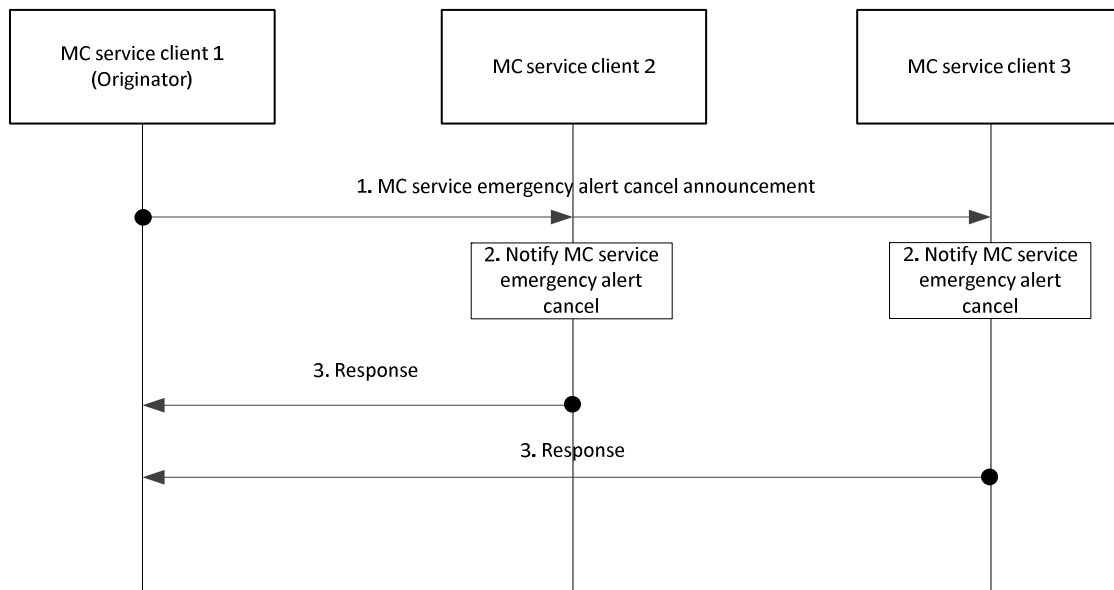 MC service client 1
(Originator)
MC service client 2
MC service client 3
1. MC service emergency alert cancel announcement
2. Notify MC service
emergency alert
cancel
2. Notify MC service
emergency alert
cancel
3. Response
3. Response